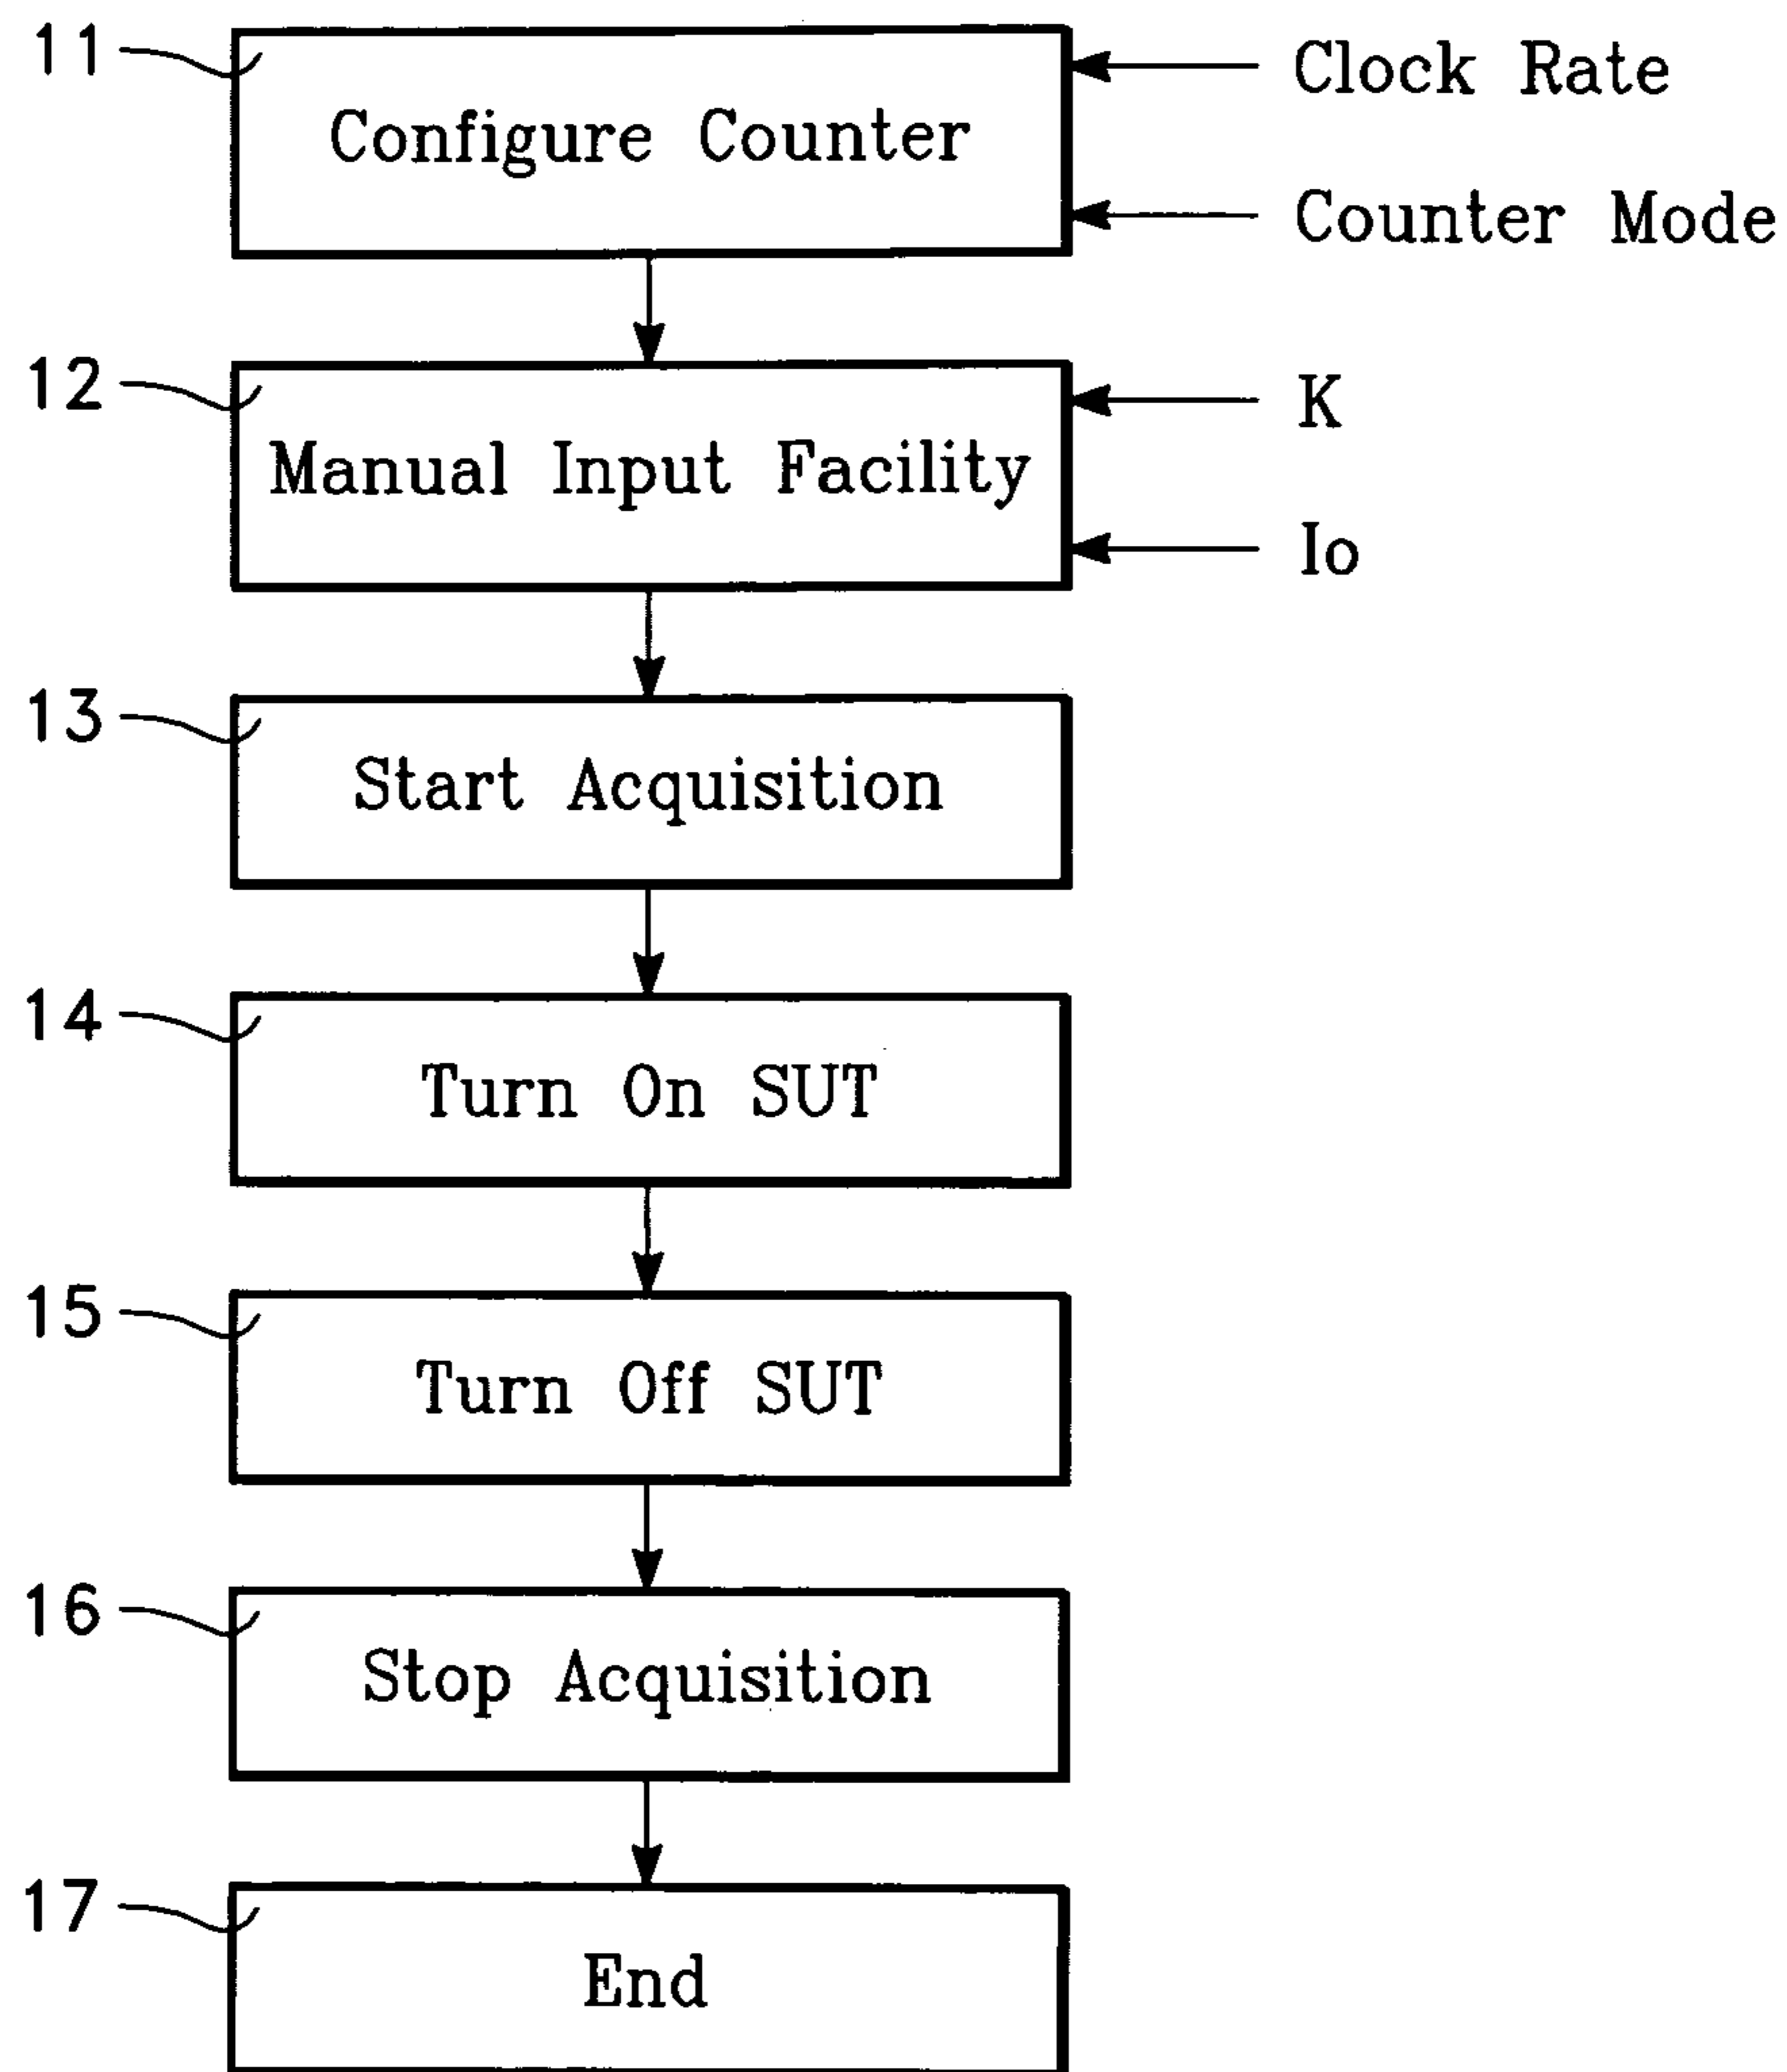 11
Configure Counter
Clock Rate
Counter Mode
12
Manual Input Facility
K
Io
13
Start Acquisition
14
Turn On SUT
15
Turn Off SUT
16
Stop Acquisition
17
End